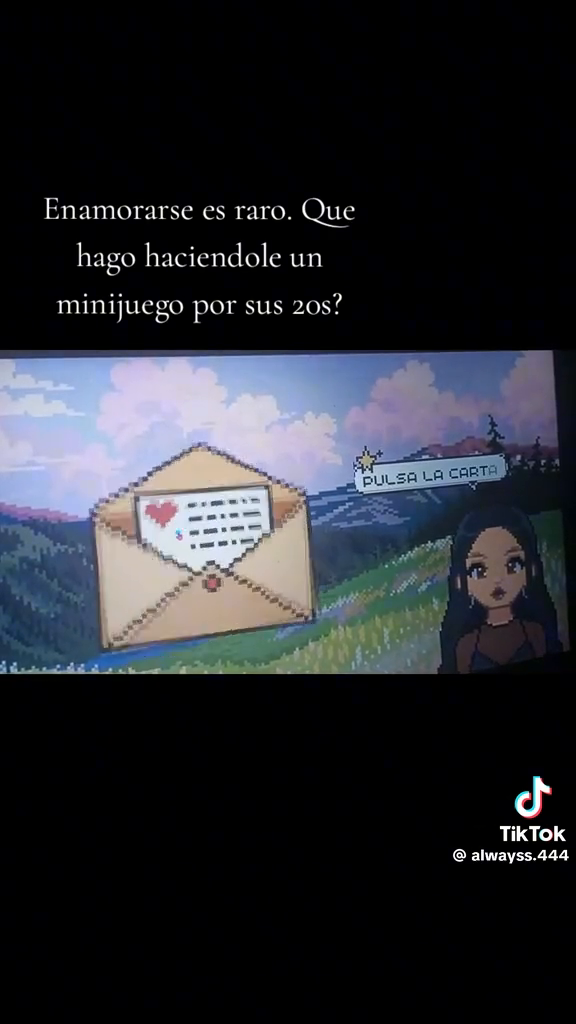 Enamorarse es raro. Que
hago haciendole un
minijuego por sus 20s?
PULSA LA CARTA
TikTok
@ alwayss.444